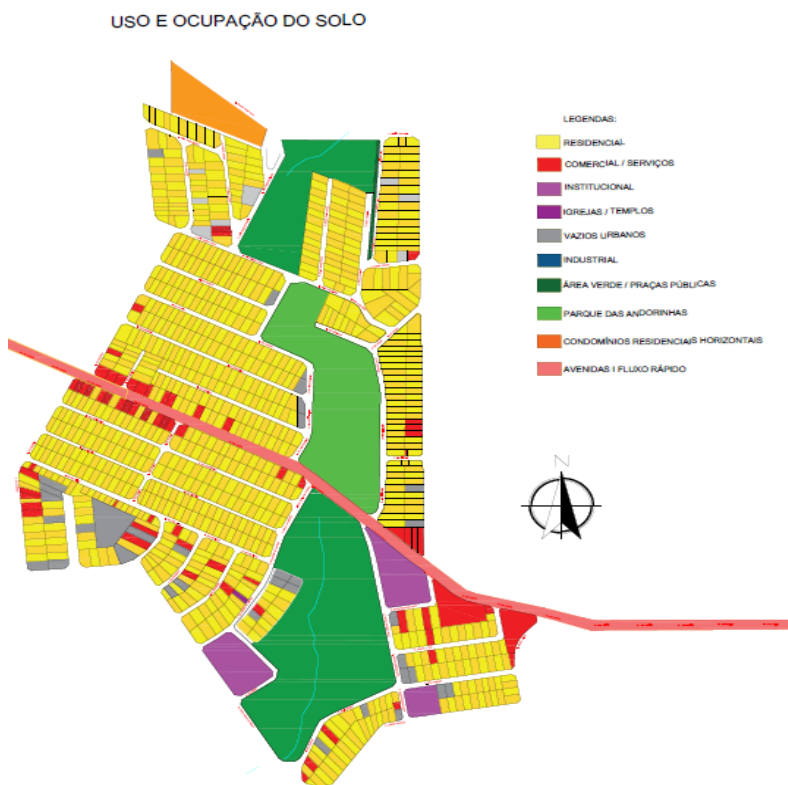 USO E OCUPAÇÃO DO SOLO
LEGENDAS:
RESIDENCIAL
COMERCIAL / SERVIÇOS
INSTITUCIONAL
IGREJAS / TEMPLOS
VAZIOS URBANOS
INDUSTRIAL
ÁREA VERDE / PRAÇAS PÚBLICAS
PARQUE DAS ANDORINHAS
CONDOMÍNIOS RESIDENCIAIS HORIZONTAIS
AVENIDAS I FLUXO RÁPIDO
N